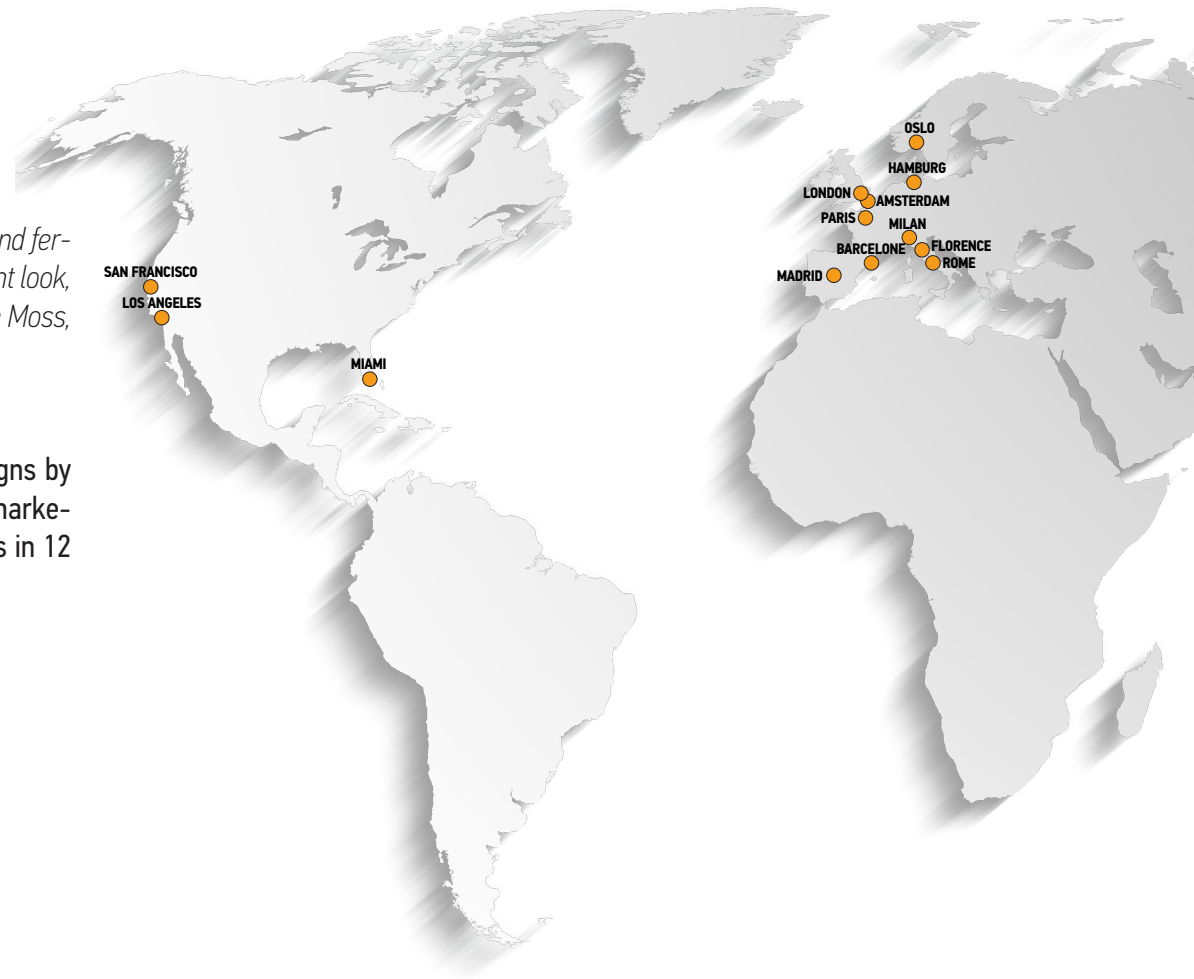 nd fer-
nt look,
Moss,
gns by
marke-
s in 12
OSLO
HAMBURG
LONDON
AMSTERDAM
PARIS
MILAN
BARCELONE
FLORENCE
ROME
MADRID
SAN FRANCISCO
LOS ANGELES
MIAMI